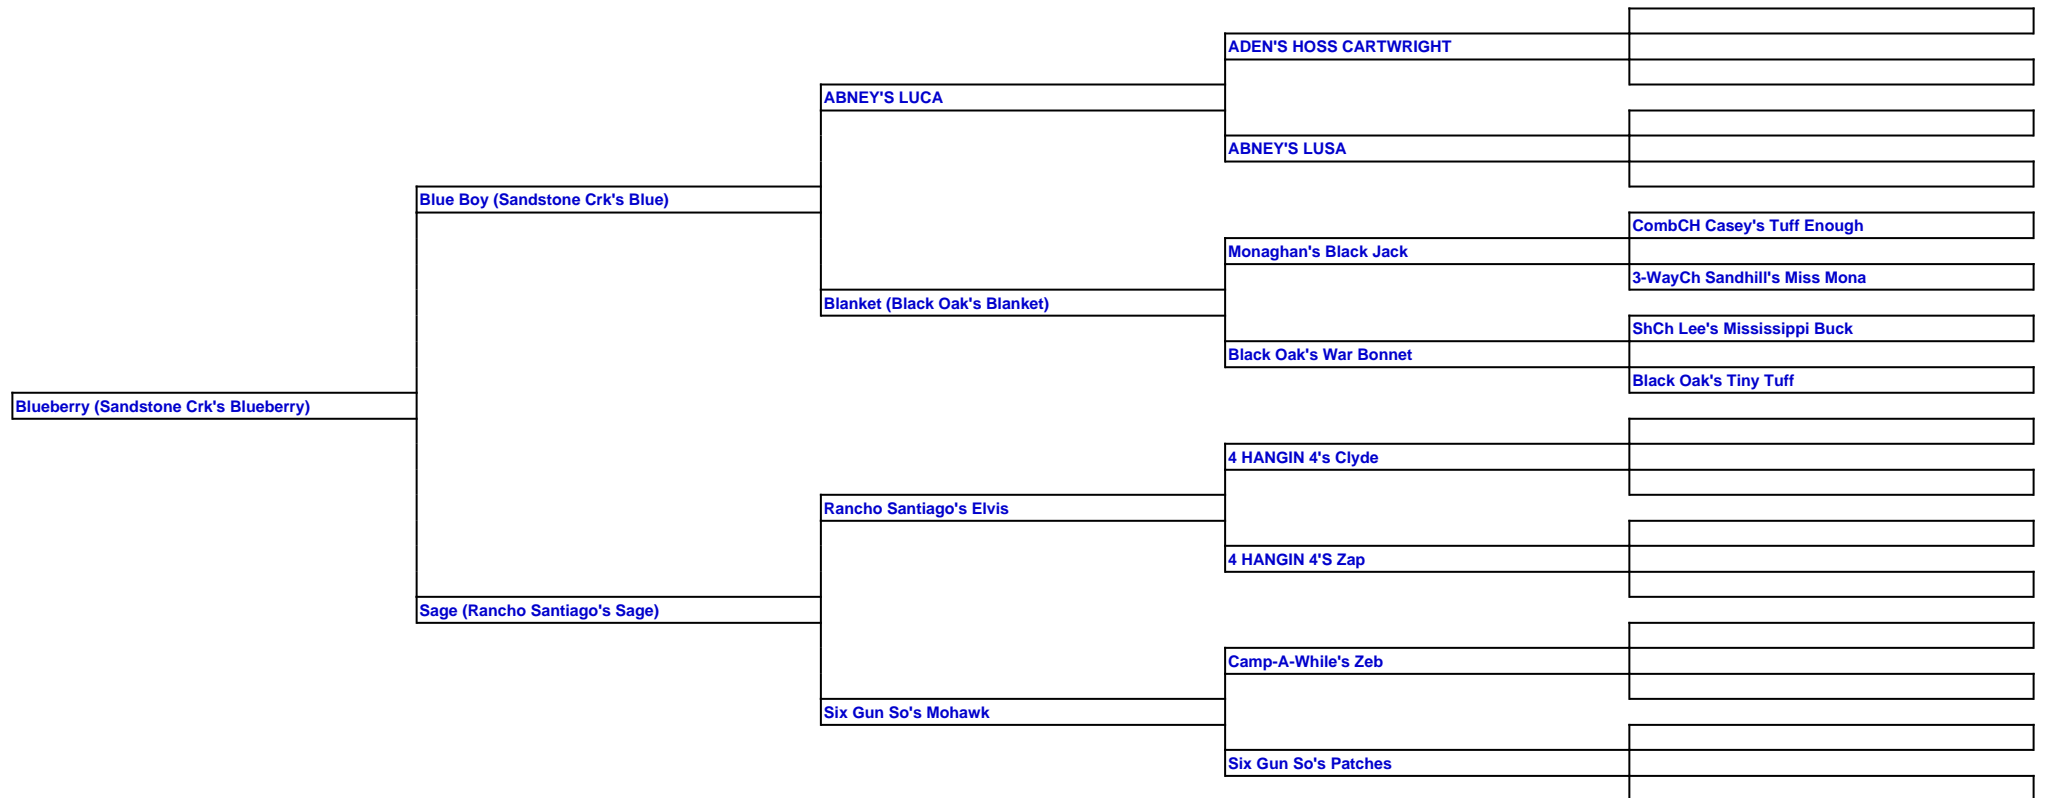 ADEN'S HOSS CARTWRIGHT
ABNEY'S LUCA
ABNEY'S LUSA
Blue Boy (Sandstone Crk's Blue)
CombCH Casey's Tuff Enough
Monaghan's Black Jack
3-WayCh Sandhill's Miss Mona
Blanket (Black Oak's Blanket)
ShCh Lee's Mississippi Buck
Black Oak's War Bonnet
Black Oak's Tiny Tuff
Blueberry (Sandstone Crk's Blueberry)
4 HANGIN 4's Clyde
Rancho Santiago's Elvis
4 HANGIN 4'S Zap
Sage (Rancho Santiago's Sage)
Camp-A-While's Zeb
Six Gun So's Mohawk
Six Gun So's Patches